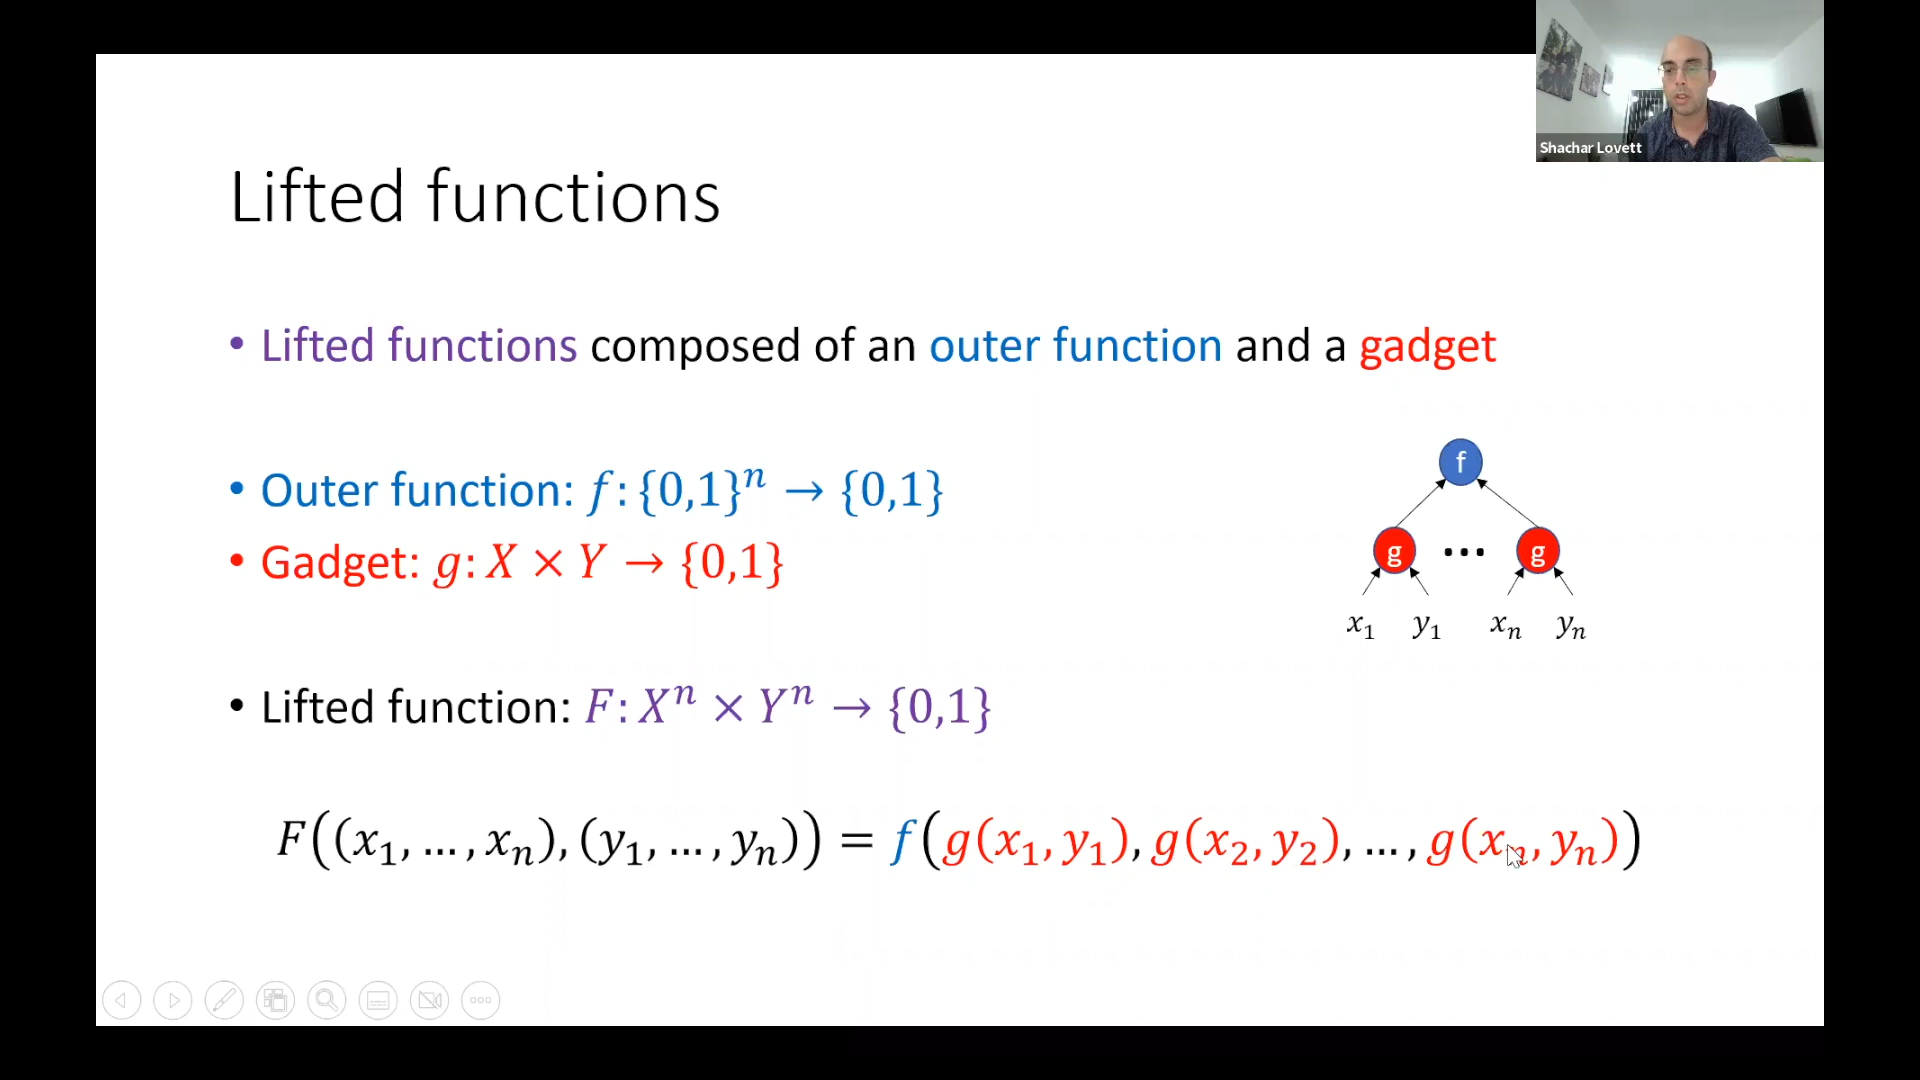 Shachar Lovett
Lifted functions
• Lifted functions composed of an outer function and a gadget
• Outer function: f: {0,1}ⁿ → {0,1}
• Gadget: g: X × Y → {0,1}
f
g ... g
x₁ y₁ xₙ yₙ
• Lifted function: F: Xⁿ × Yⁿ → {0,1}
F((x₁, … , xₙ), (y₁, … , yₙ)) = f(g(x₁, y₁), g(x₂, y₂), … , g(xₙ, yₙ))